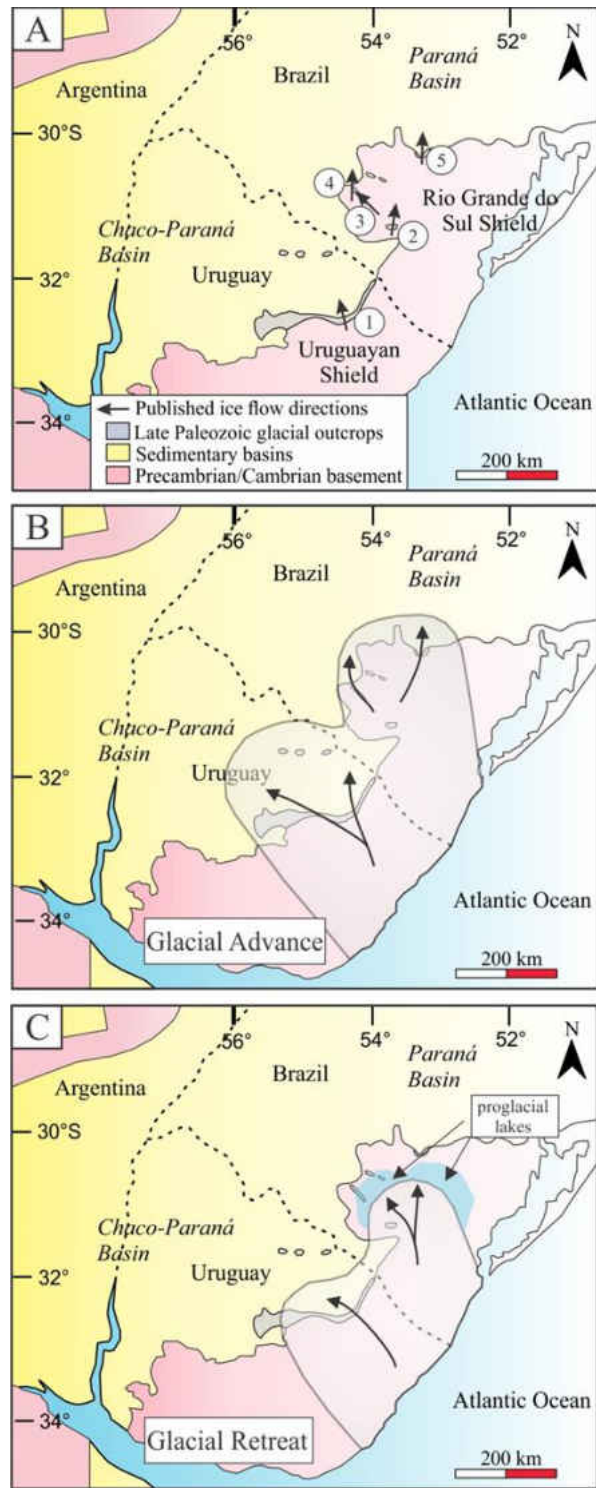 A
56°
54°
52°
N
Brazil
Paraná
Basin
Argentina
30°S
5
4
Rio Grande do
Sul Shield
3
2
Chaco-Paraná
Basin
32°
Uruguay
1
Uruguayan
Shield
34°
Published ice flow directions
Late Paleozoic glacial outcrops
Sedimentary basins
Precambrian/Cambrian basement
Atlantic Ocean
200 km
B
56°
54°
52°
N
Brazil
Paraná
Basin
Argentina
30°S
Chaco-Paraná
Basin
32°
Uruguay
34°
Atlantic Ocean
Glacial Advance
200 km
C
56°
54°
52°
N
Brazil
Paraná
Basin
Argentina
proglacial
lakes
30°S
Chaco-Paraná
Basin
Uruguay
32°
34°
Atlantic Ocean
Glacial Retreat
200 km